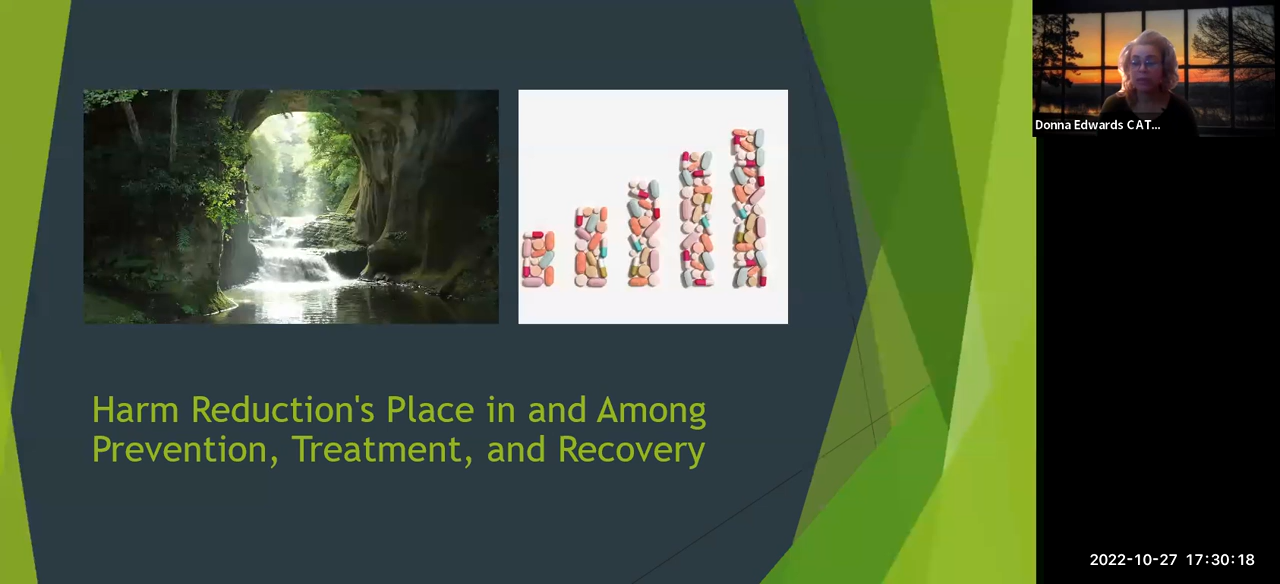 Harm Reduction's Place in and Among
Prevention, Treatment, and Recovery
Donna Edwards CAT...
2022-10-27 17:30:18